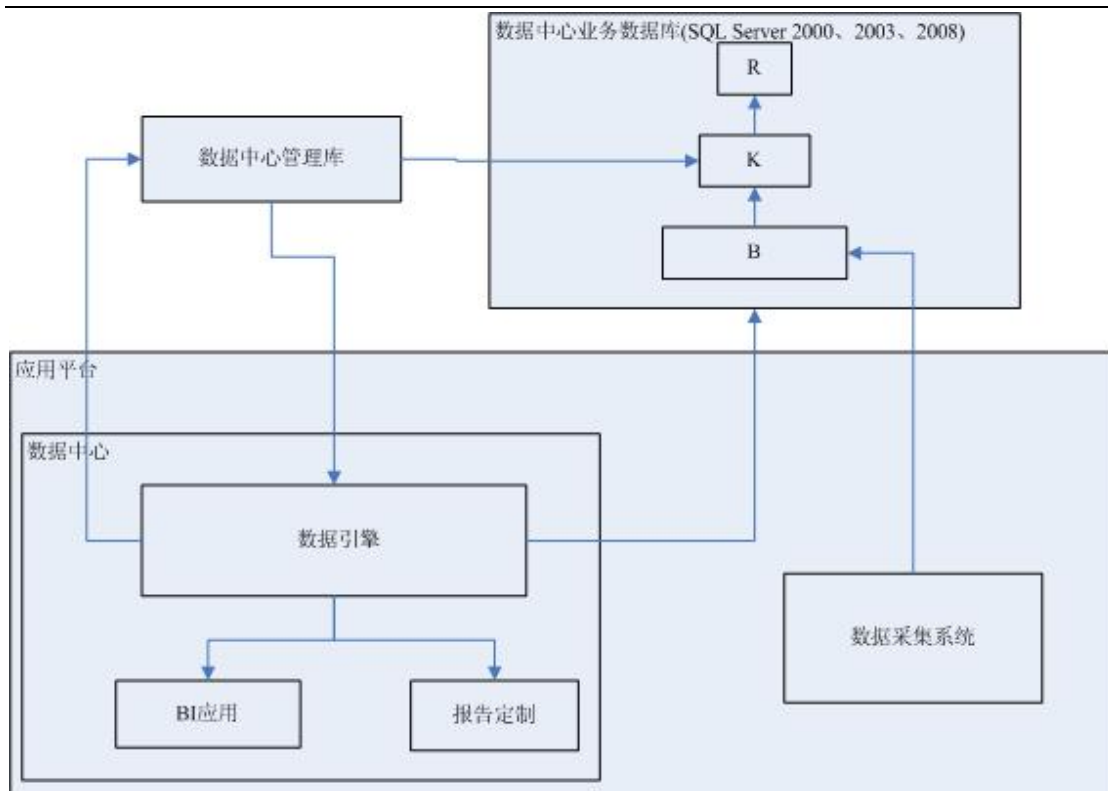 数据中心业务数据库(SQL Server 2000、2003、2008)
R
数据中心管理库
K
B
应用平台
数据中心
数据引擎
数据采集系统
BI应用
报告定制